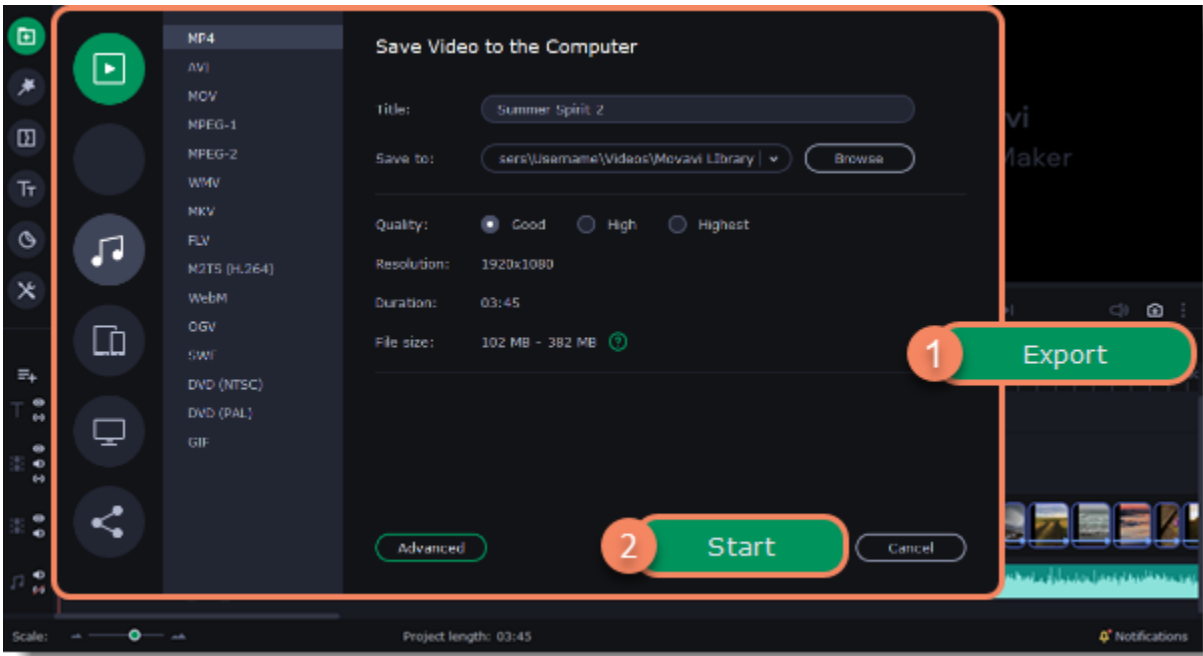 MP4
AVI
MOV
MPEG-1
MPEG-2
WMV
MKV
FLV
M2TS (H.264)
WebM
OGV
SWF
DVD (NTSC)
DVD (PAL)
GIF
Save Video to the Computer
Title: Summer Spirit 2
Save to: sers\Username\Videos\Movavi LIbrary Browse
Quality: Good High Highest
Resolution: 1920x1080
Duration: 03:45
File size: 102 MB - 382 MB ?
Advanced
2 Start
Cancel
vi
Maker
1 Export
Tт
T
Scale:
Project length: 03:45
Notifications